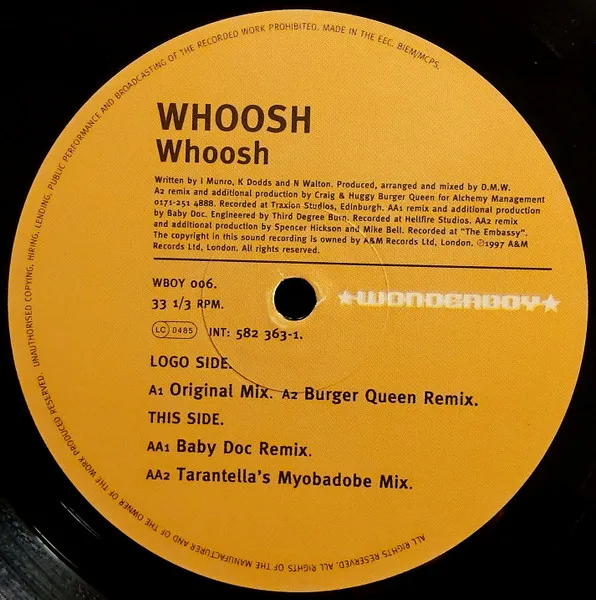 WHOOSH
Whoosh
Written by I Munro, K Dodds and N Walton. Produced, arranged and mixed by D.M.W.
A2 remix and additional production by Craig & Huggy Burger Queen for Alchemy Management
0171-251 4888. Recorded at Traxion Studios, Edinburgh. AA1 remix and additional production
by Baby Doc. Engineered by Third Degree Burn. Recorded at Hellfire Studios. AA2 remix
and additional production by Spencer Hickson and Mike Bell. Recorded at "The Embassy".
The copyright in this sound recording is owned by A&M Records Ltd, London. ℗1997 A&M
Records Ltd, London. All rights reserved.
WBOY 006.
33 1/3 RPM.
LC 0485 INT: 582 363-1.
★WONDERBOY★
LOGO SIDE.
A1 Original Mix. A2 Burger Queen Remix.
THIS SIDE.
AA1 Baby Doc Remix.
AA2 Tarantella's Myobadobe Mix.
ALL RIGHTS OF THE MANUFACTURER AND OF THE OWNER OF THE WORK PRODUCED RESERVED. UNAUTHORISED COPYING, HIRING, LENDING, PUBLIC PERFORMANCE AND BROADCASTING OF THE RECORDED WORK PROHIBITED. MADE IN THE EEC. BIEM/MCPS.
ALL RIGHTS RESERVED.